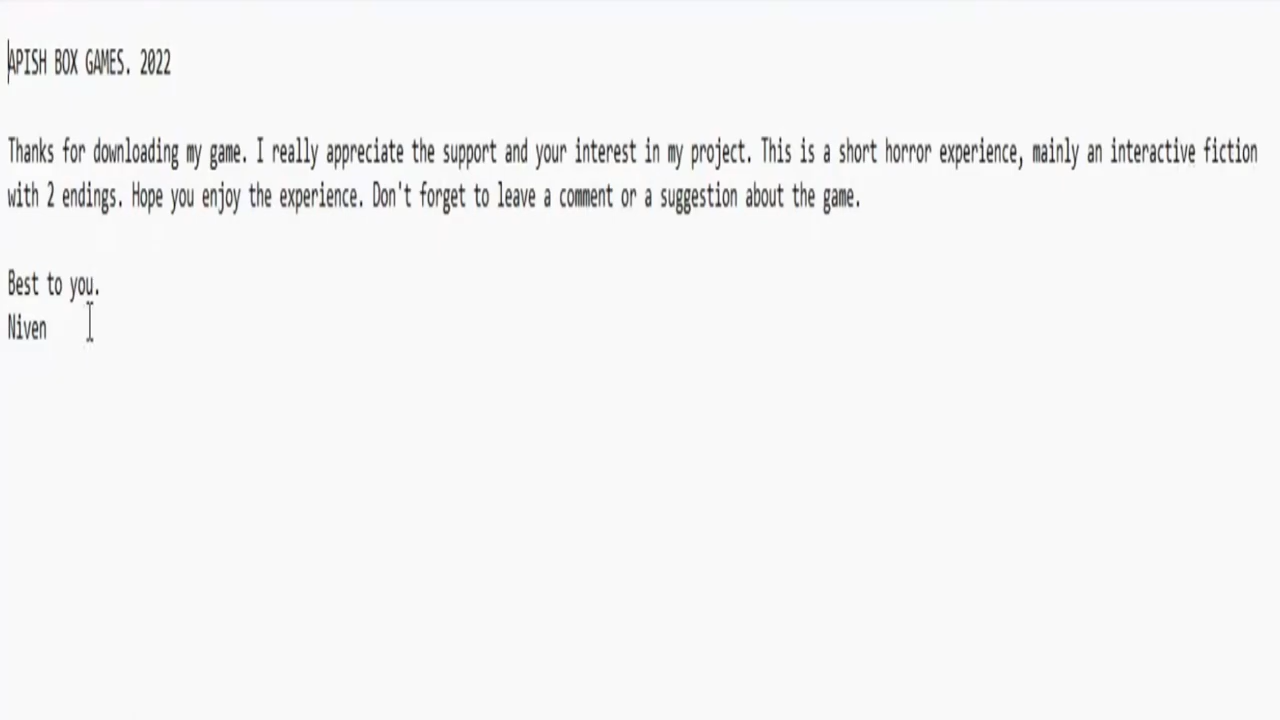 APISH BOX GAMES. 2022
Thanks for downloading my game. I really appreciate the support and your interest in my project. This is a short horror experience, mainly an interactive fiction
with 2 endings. Hope you enjoy the experience. Don't forget to leave a comment or a suggestion about the game.
Best to you.
Niven